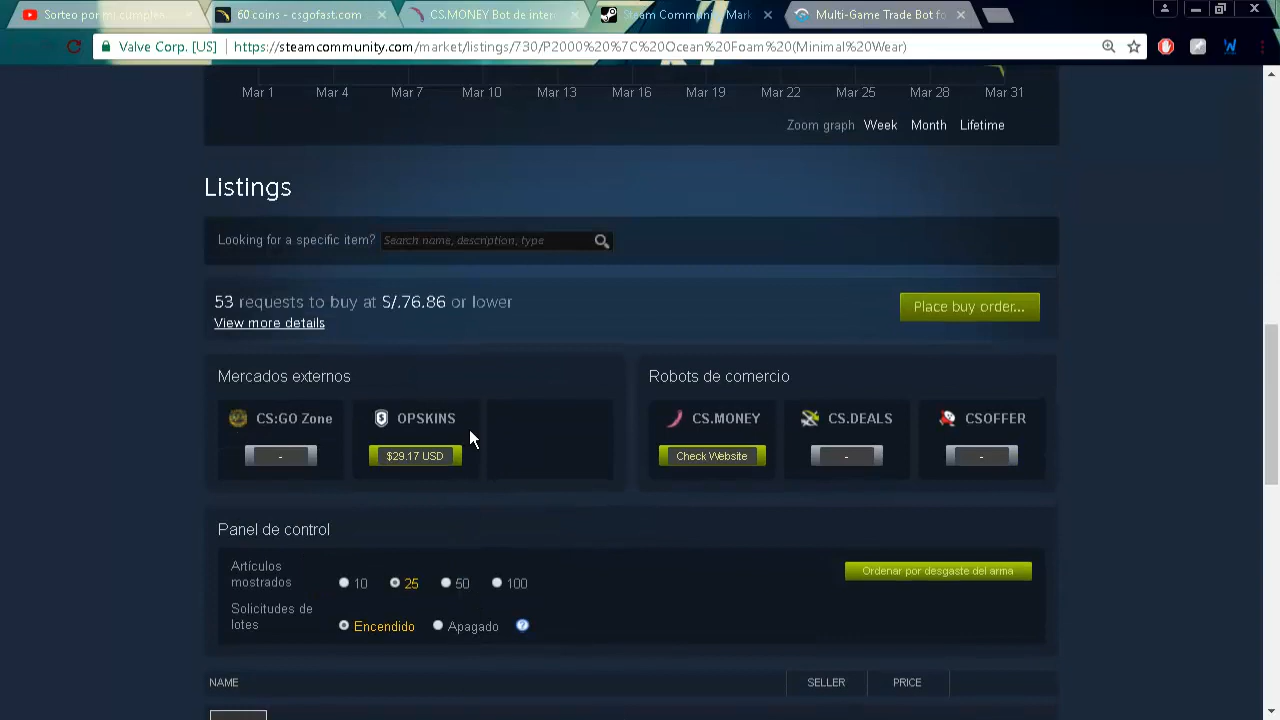 Sorteo por mi cumplea
60 coins - csgofast.com
CS.MONEY Bot de inter
Steam Community Mark
Multi-Game Trade Bot fo
Valve Corp. [US]
https://steamcommunity.com/market/listings/730/P2000%20%7C%20Ocean%20Foam%20(Minimal%20Wear)
Mar 1 Mar 4 Mar 7 Mar 10 Mar 13 Mar 16 Mar 19 Mar 22 Mar 25 Mar 28 Mar 31
Zoom graph Week Month Lifetime
Listings
Looking for a specific item? Search name, description, type
53 requests to buy at S/.76.86 or lower
Place buy order...
View more details
Mercados externos
Robots de comercio
CS:GO Zone OPSKINS CS.MONEY CS.DEALS CSOFFER
- $29.17 USD Check Website - -
Panel de control
Artículos
mostrados
10 25 50 100
Ordenar por desgaste del arma
Solicitudes de
lotes
Encendido Apagado ?
NAME SELLER PRICE